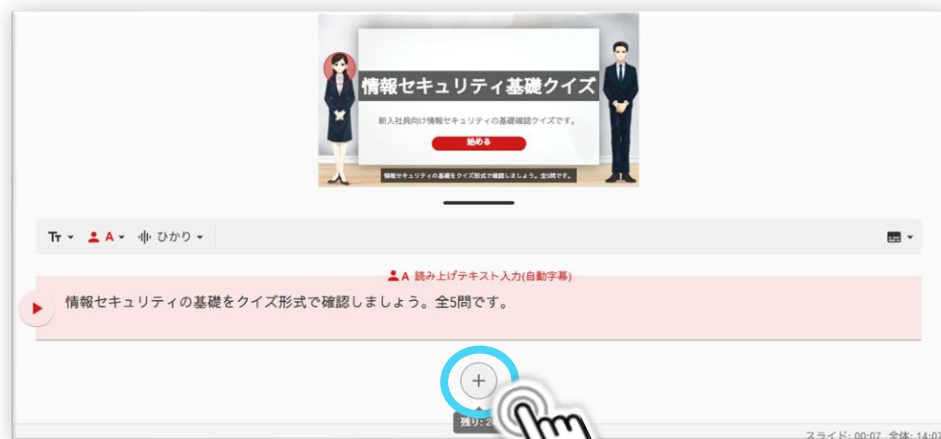 情報セキュリティ基礎クイズ
新入社員向け情報セキュリティの基礎確認クイズです。
始める
情報セキュリティの基礎をクイズ形式で確認しましょう。全5問です。
TT A ひかり
A 読み上げテキスト入力(自動字幕)
情報セキュリティの基礎をクイズ形式で確認しましょう。全5問です。
+
残り:
スライド: 00:07 全体: 14:07